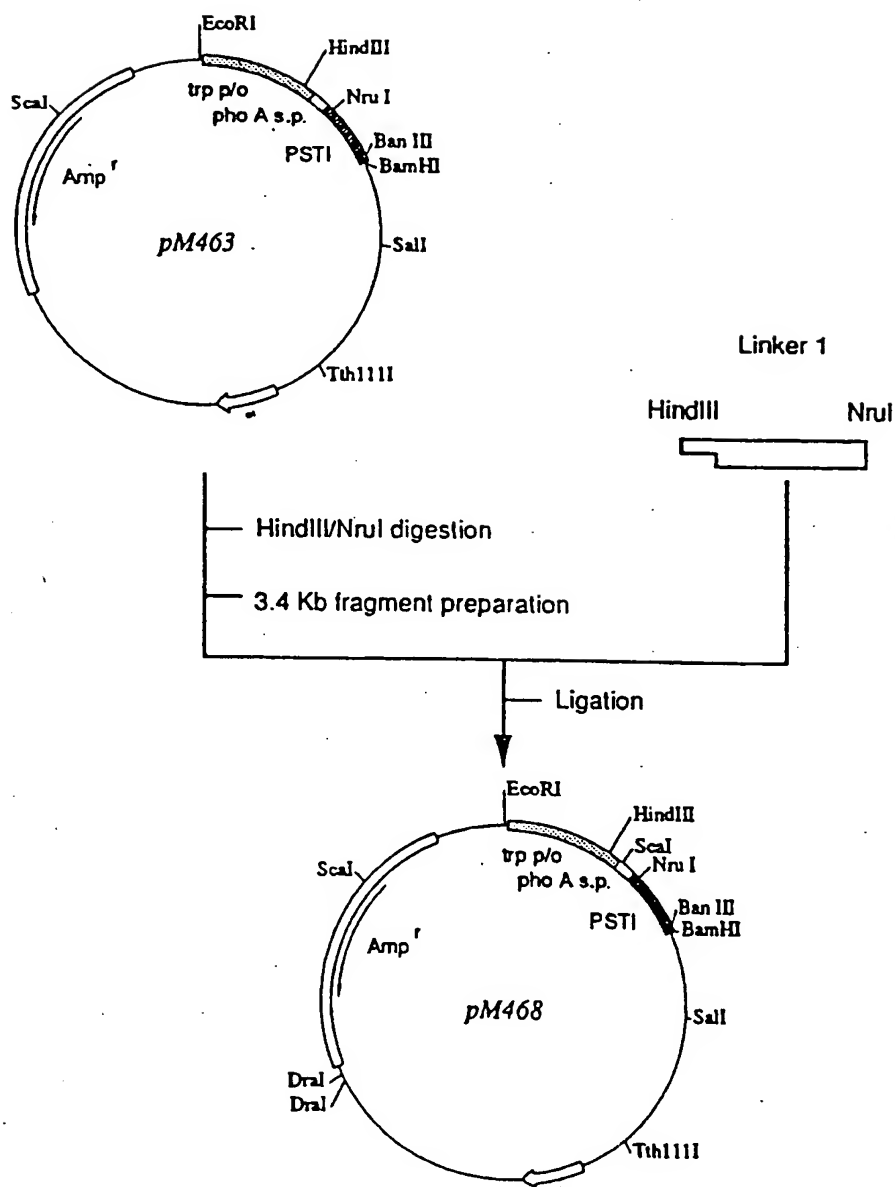 EcoRI
HindIII
trp p/o
Nru I
pho A s.p.
ScaI
PSTI
Ban III
BamHI
Amp r
pM463
SalI
Linker 1
Tth111I
HindIII
NruI
HindIII/NruI digestion
3.4 Kb fragment preparation
Ligation
EcoRI
HindIII
ScaI
trp p/o
Nru I
pho A s.p.
ScaI
PSTI
Ban III
BamHI
Amp r
pM468
SalI
DraI
DraI
Tth111I